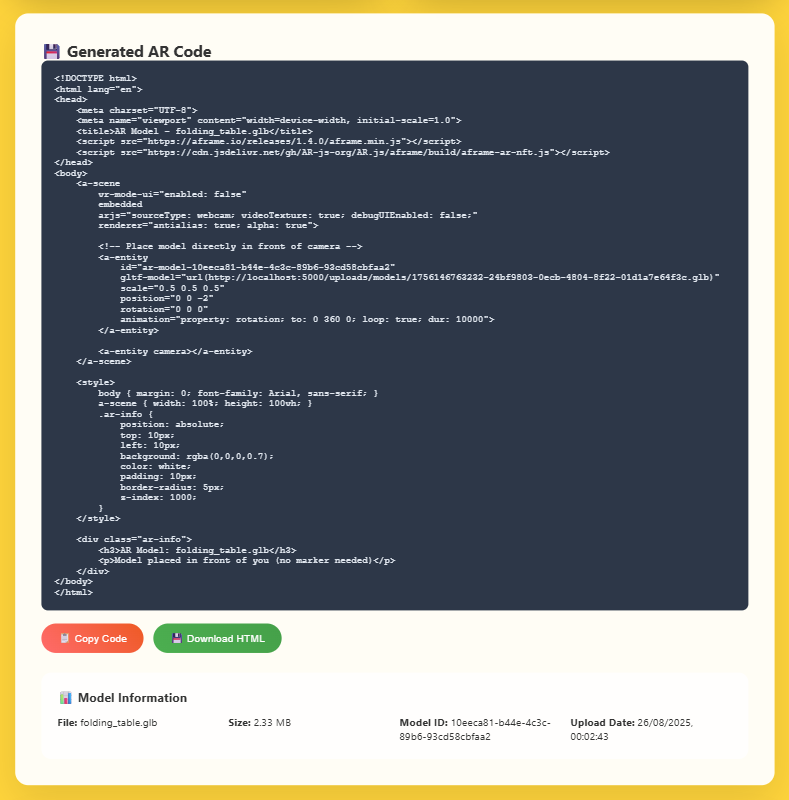 💾 Generated AR Code
<!DOCTYPE html>
<html lang="en">
<head>
    <meta charset="UTF-8">
    <meta name="viewport" content="width=device-width, initial-scale=1.0">
    <title>AR Model - folding_table.glb</title>
    <script src="https://aframe.io/releases/1.4.0/aframe.min.js"></script>
    <script src="https://cdn.jsdelivr.net/gh/AR-js-org/AR.js/aframe/build/aframe-ar-nft.js"></script>
</head>
<body>
    <a-scene
        vr-mode-ui="enabled: false"
        embedded
        arjs="sourceType: webcam; videoTexture: true; debugUIEnabled: false;"
        renderer="antialias: true; alpha: true">

        <!-- Place model directly in front of camera -->
        <a-entity
            id="ar-model-10eeca81-b44e-4c3c-89b6-93cd58cbfaa2"
            gltf-model="url(http://localhost:5000/uploads/models/1756146763232-24bf9803-0ecb-4804-8f22-01d1a7e64f3c.glb)"
            scale="0.5 0.5 0.5"
            position="0 0 -2"
            rotation="0 0 0"
            animation="property: rotation; to: 0 360 0; loop: true; dur: 10000">
        </a-entity>

        <a-entity camera></a-entity>
    </a-scene>

    <style>
        body { margin: 0; font-family: Arial, sans-serif; }
        a-scene { width: 100%; height: 100vh; }
        .ar-info {
            position: absolute;
            top: 10px;
            left: 10px;
            background: rgba(0,0,0,0.7);
            color: white;
            padding: 10px;
            border-radius: 5px;
            z-index: 1000;
        }
    </style>

    <div class="ar-info">
        <h3>AR Model: folding_table.glb</h3>
        <p>Model placed in front of you (no marker needed)</p>
    </div>
</body>
</html>
Copy Code
💾 Download HTML
📊 Model Information
File: folding_table.glb
Size: 2.33 MB
Model ID: 10eeca81-b44e-4c3c-
89b6-93cd58cbfaa2
Upload Date: 26/08/2025,
00:02:43